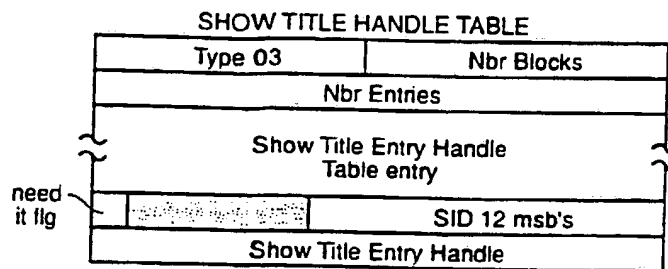 SHOW TITLE HANDLE TABLE
Type 03 Nbr Blocks
Nbr Entries
Show Title Entry Handle
Table entry
need
it flg
SID 12 msb's
Show Title Entry Handle